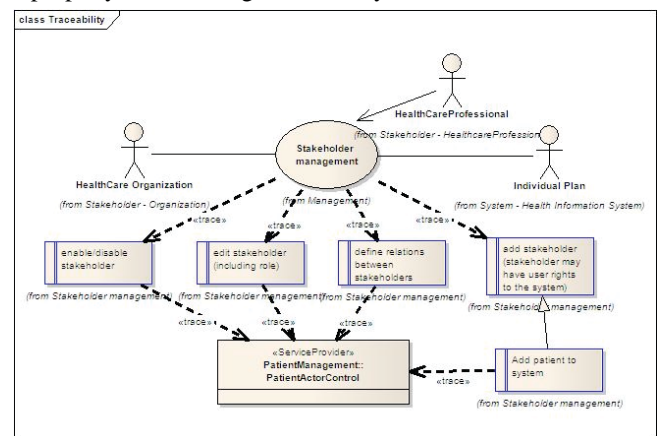 class Traceability
HealthCareProfessional
(from Stakeholder - HealthcareProfession
HealthCare Organization
(from Stakeholder - Organization)
Stakeholder
management
(from Management)
Individual Plan
(from System - Health Information System)
«trace»
«trace»
«trace»
«trace»
enable/disable
stakeholder
(from Stakeholder management)
edit stakeholder
(including role)
(from Stakeholder management)
define relations
between
stakeholders
(from Stakeholder management)
add stakeholder
(stakeholder may
have user rights
to the system)
(from Stakeholder management)
«trace»
«trace»
«trace»
«ServiceProvider»
PatientManagement::
PatientActorControl
«trace»
Add patient to
system
(from Stakeholder management)